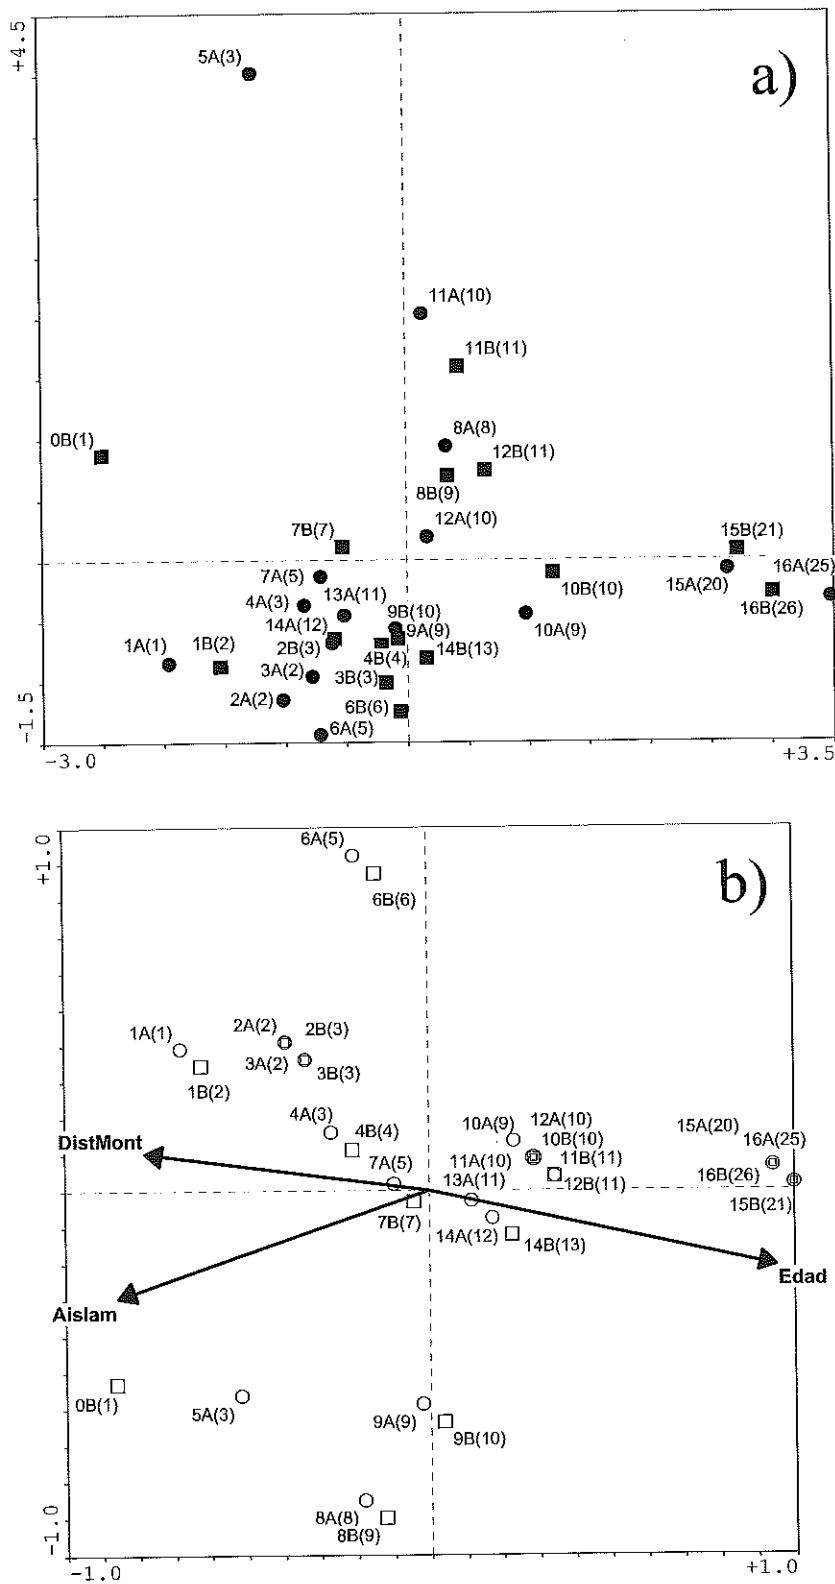 +4.5
5A(3)
a)
11A(10)
11B(11)
8A(8)
0B(1)
12B(11)
8B(9)
12A(10)
7B(7)
15B(21)
7A(5)
16A(25)
4A(3)
13A(11)
10B(10)
15A(20)
9B(10)
16B(26)
14A(12)
9A(9)
10A(9)
1A(1)
1B(2)
2B(3)
4B(4)
14B(13)
3A(2)
3B(3)
2A(2)
6B(6)
6A(5)
-1.5
-3.0
+3.5
+1.0
6A(5)
b)
6B(6)
1A(1)
2A(2)
2B(3)
3A(2)
3B(3)
1B(2)
4A(3)
4B(4)
10A(9)
12A(10)
15A(20)
DistMont
10B(10)
16A(25)
7A(5)
11A(10)
11B(11)
16B(26)
13A(11)
12B(11)
15B(21)
7B(7)
14A(12)
14B(13)
Edad
Aislam
0B(1)
5A(3)
9A(9)
9B(10)
8A(8)
8B(9)
-1.0
-1.0
+1.0